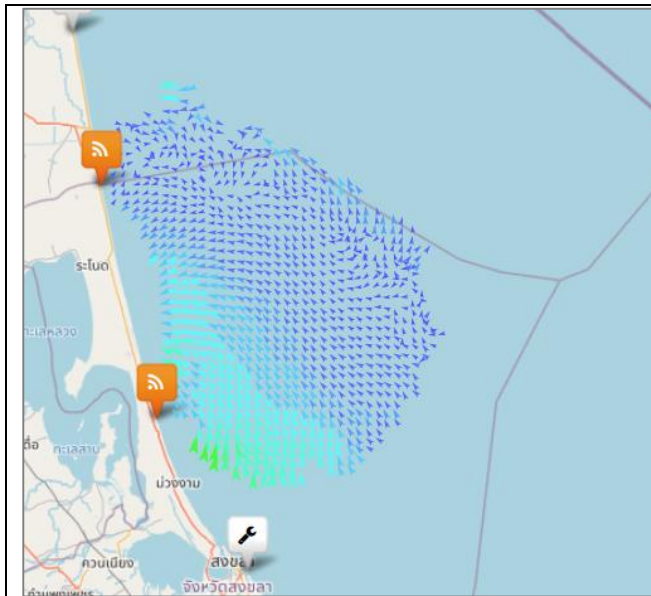 ระโนด
ทะเลหลวง
ทะเลสาบ
ม่วงงาม
ควนเนียง
สงขลา
จังหวัดสงขลา